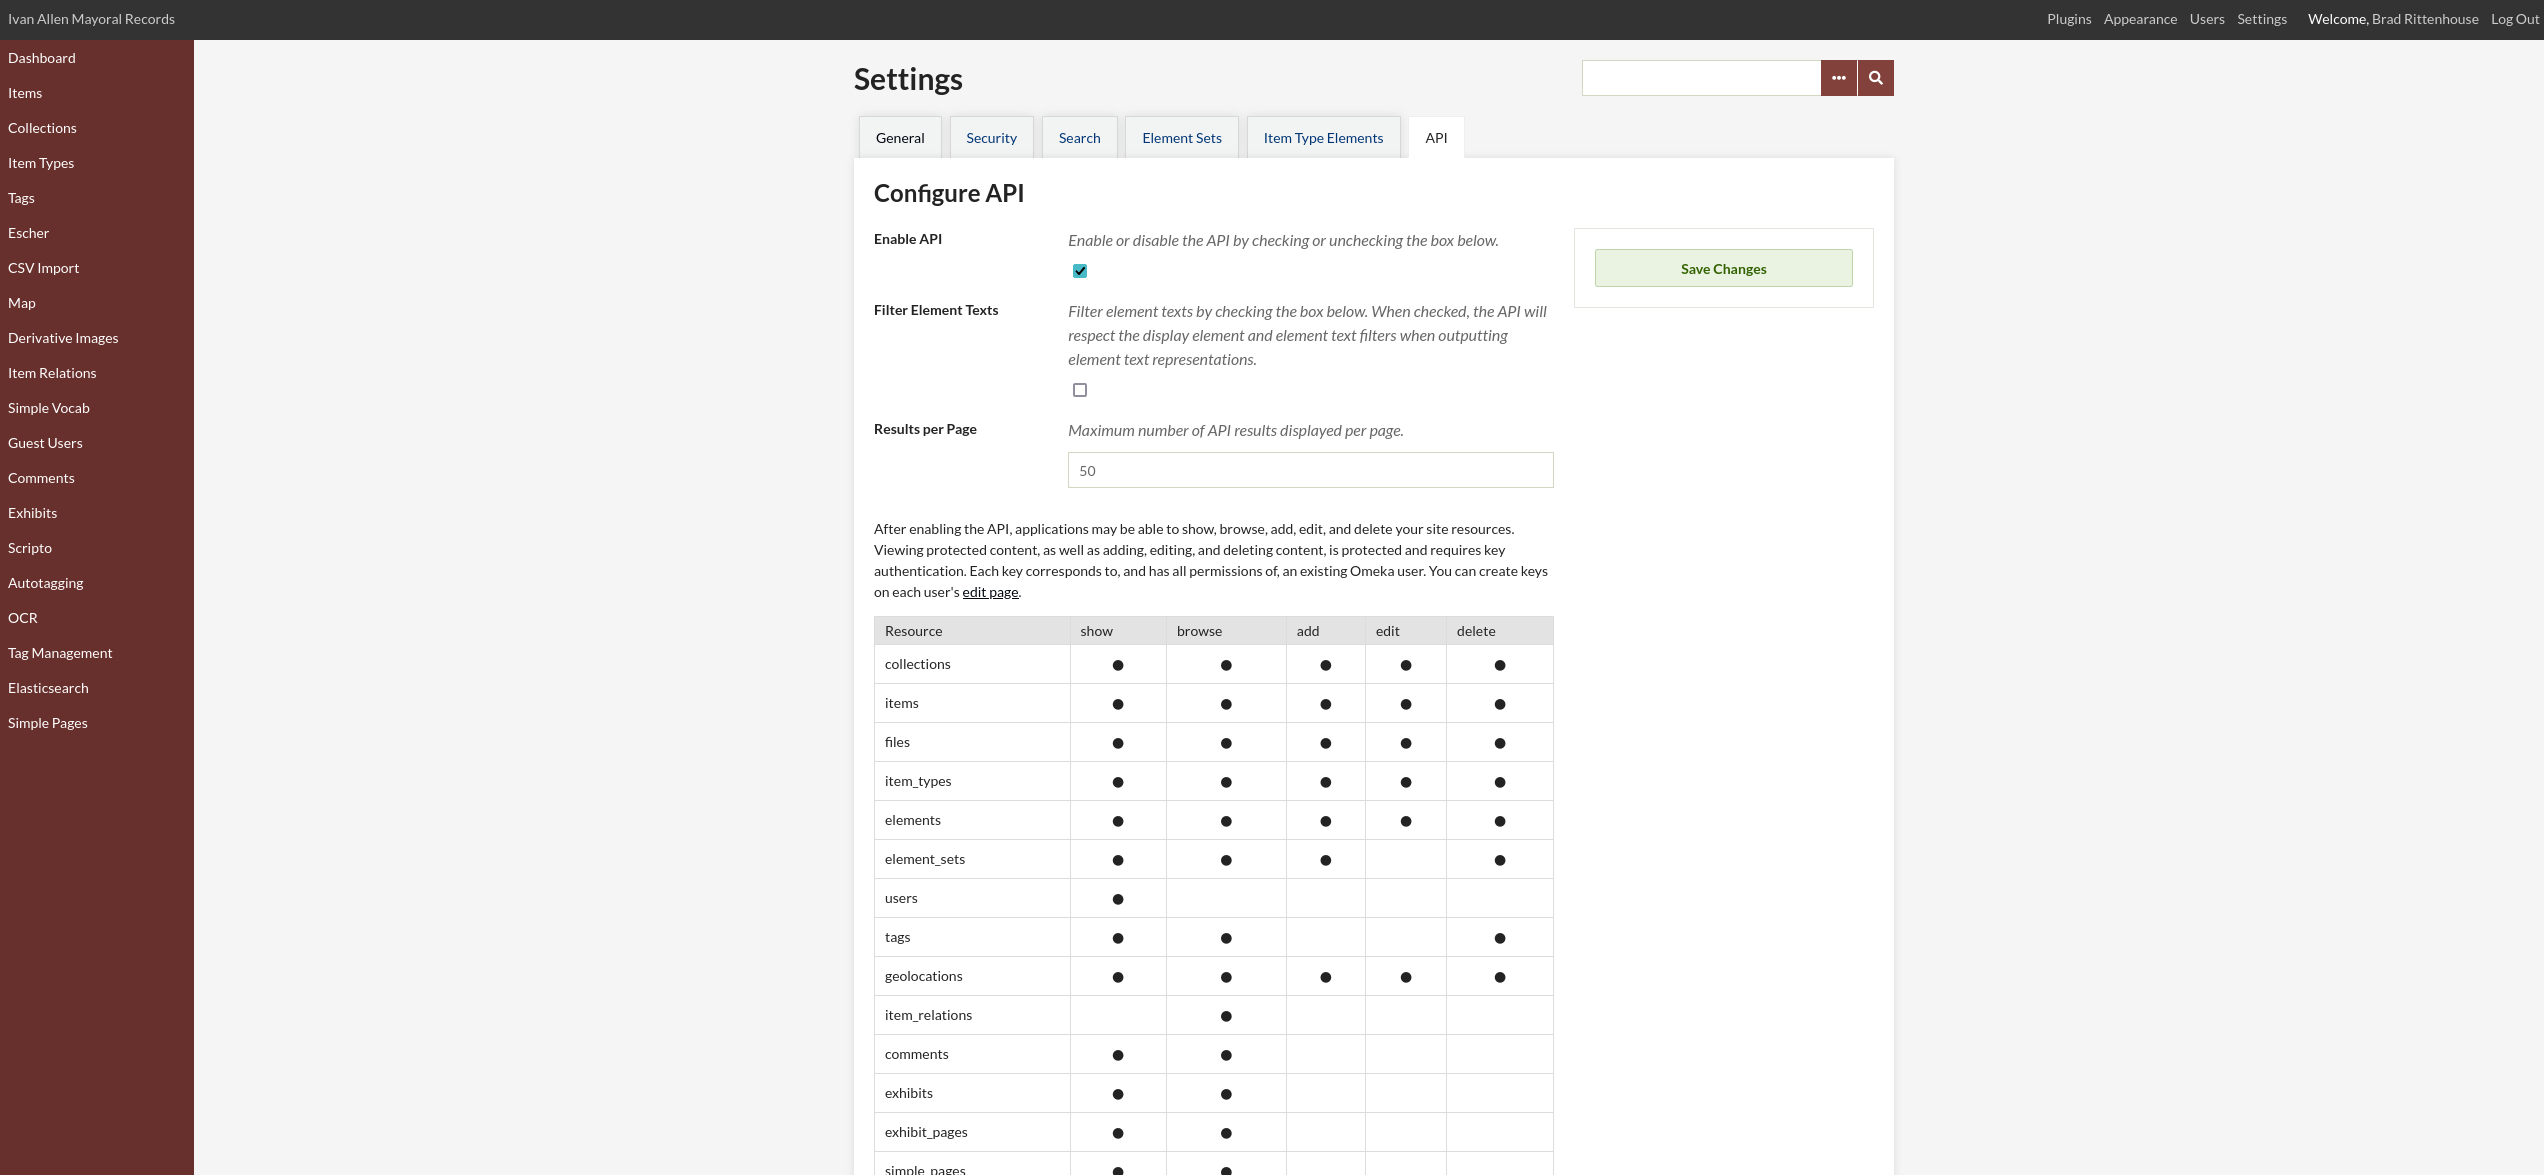 Ivan Allen Mayoral Records
Plugins Appearance Users Settings Welcome, Brad Rittenhouse Log Out
Dashboard
Items
Collections
Item Types
Tags
Escher
CSV Import
Map
Derivative Images
Item Relations
Simple Vocab
Guest Users
Comments
Exhibits
Scripto
Autotagging
OCR
Tag Management
Elasticsearch
Simple Pages
Settings
General Security Search Element Sets Item Type Elements API
Configure API
Enable API
Enable or disable the API by checking or unchecking the box below.
Save Changes
Filter Element Texts
Filter element texts by checking the box below. When checked, the API will
respect the display element and element text filters when outputting
element text representations.
Results per Page
Maximum number of API results displayed per page.
50
After enabling the API, applications may be able to show, browse, add, edit, and delete your site resources.
Viewing protected content, as well as adding, editing, and deleting content, is protected and requires key
authentication. Each key corresponds to, and has all permissions of, an existing Omeka user. You can create keys
on each user's edit page.
Resource show browse add edit delete
collections ● ● ● ● ●
items ● ● ● ● ●
files ● ● ● ● ●
item_types ● ● ● ● ●
elements ● ● ● ● ●
element_sets ● ● ● ●
users ●
tags ● ● ●
geolocations ● ● ● ● ●
item_relations ●
comments ● ●
exhibits ● ●
exhibit_pages ● ●
simple_pages ● ●